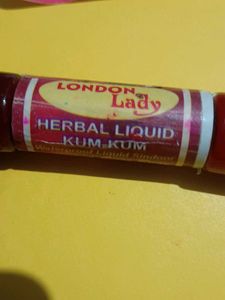 LONDON
Lady
HERBAL LIQUID
KUM-KUM
Waterproof Liquid Sindoor